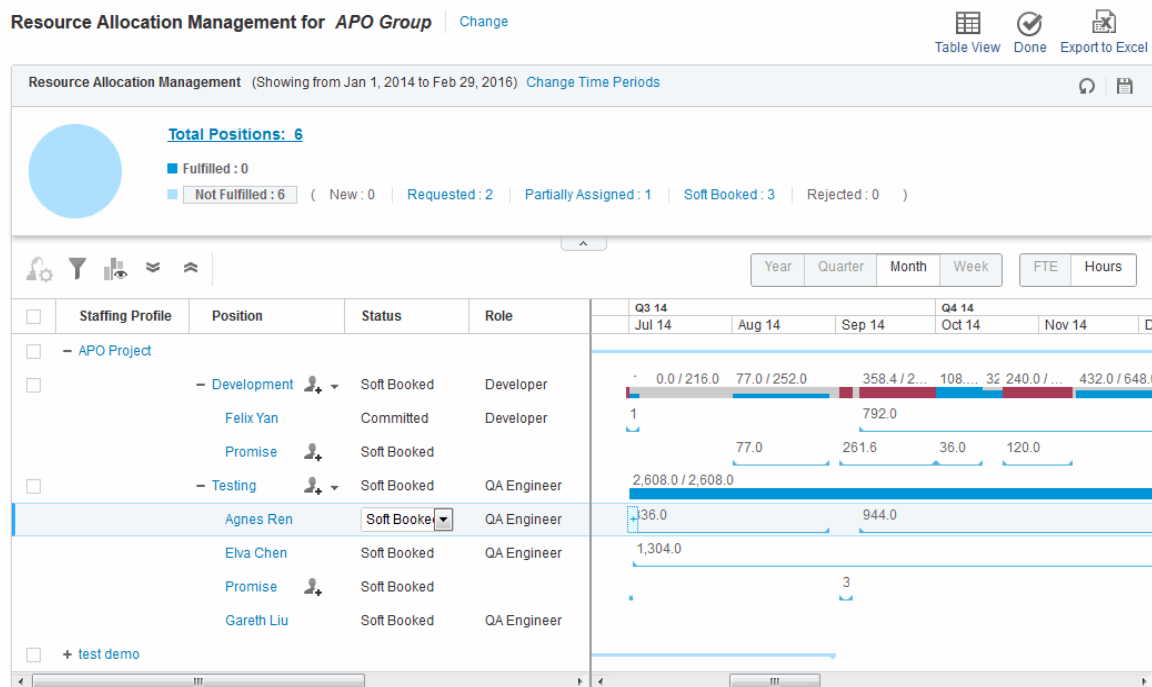 Resource Allocation Management for APO Group Change
Table View Done Export to Excel
Resource Allocation Management (Showing from Jan 1, 2014 to Feb 29, 2016) Change Time Periods
Total Positions: 6
Fulfilled : 0
Not Fulfilled : 6 ( New : 0 Requested : 2 Partially Assigned : 1 Soft Booked : 3 Rejected : 0 )
Year Quarter Month Week FTE Hours
Staffing Profile Position Status Role
Q3 14 Q4 14
Jul 14 Aug 14 Sep 14 Oct 14 Nov 14 D
− APO Project
− Development Soft Booked Developer 0.0 / 216.0 77.0 / 252.0 358.4 / 2... 108... 32 240.0 / ... 432.0 / 648.
Felix Yan Committed Developer 1 792.0
Promise Soft Booked 77.0 261.6 36.0 120.0
− Testing Soft Booked QA Engineer 2,608.0 / 2,608.0
Agnes Ren Soft Booke QA Engineer 36.0 944.0
Elva Chen Soft Booked QA Engineer 1,304.0
Promise Soft Booked 3
Gareth Liu Soft Booked QA Engineer
+ test demo